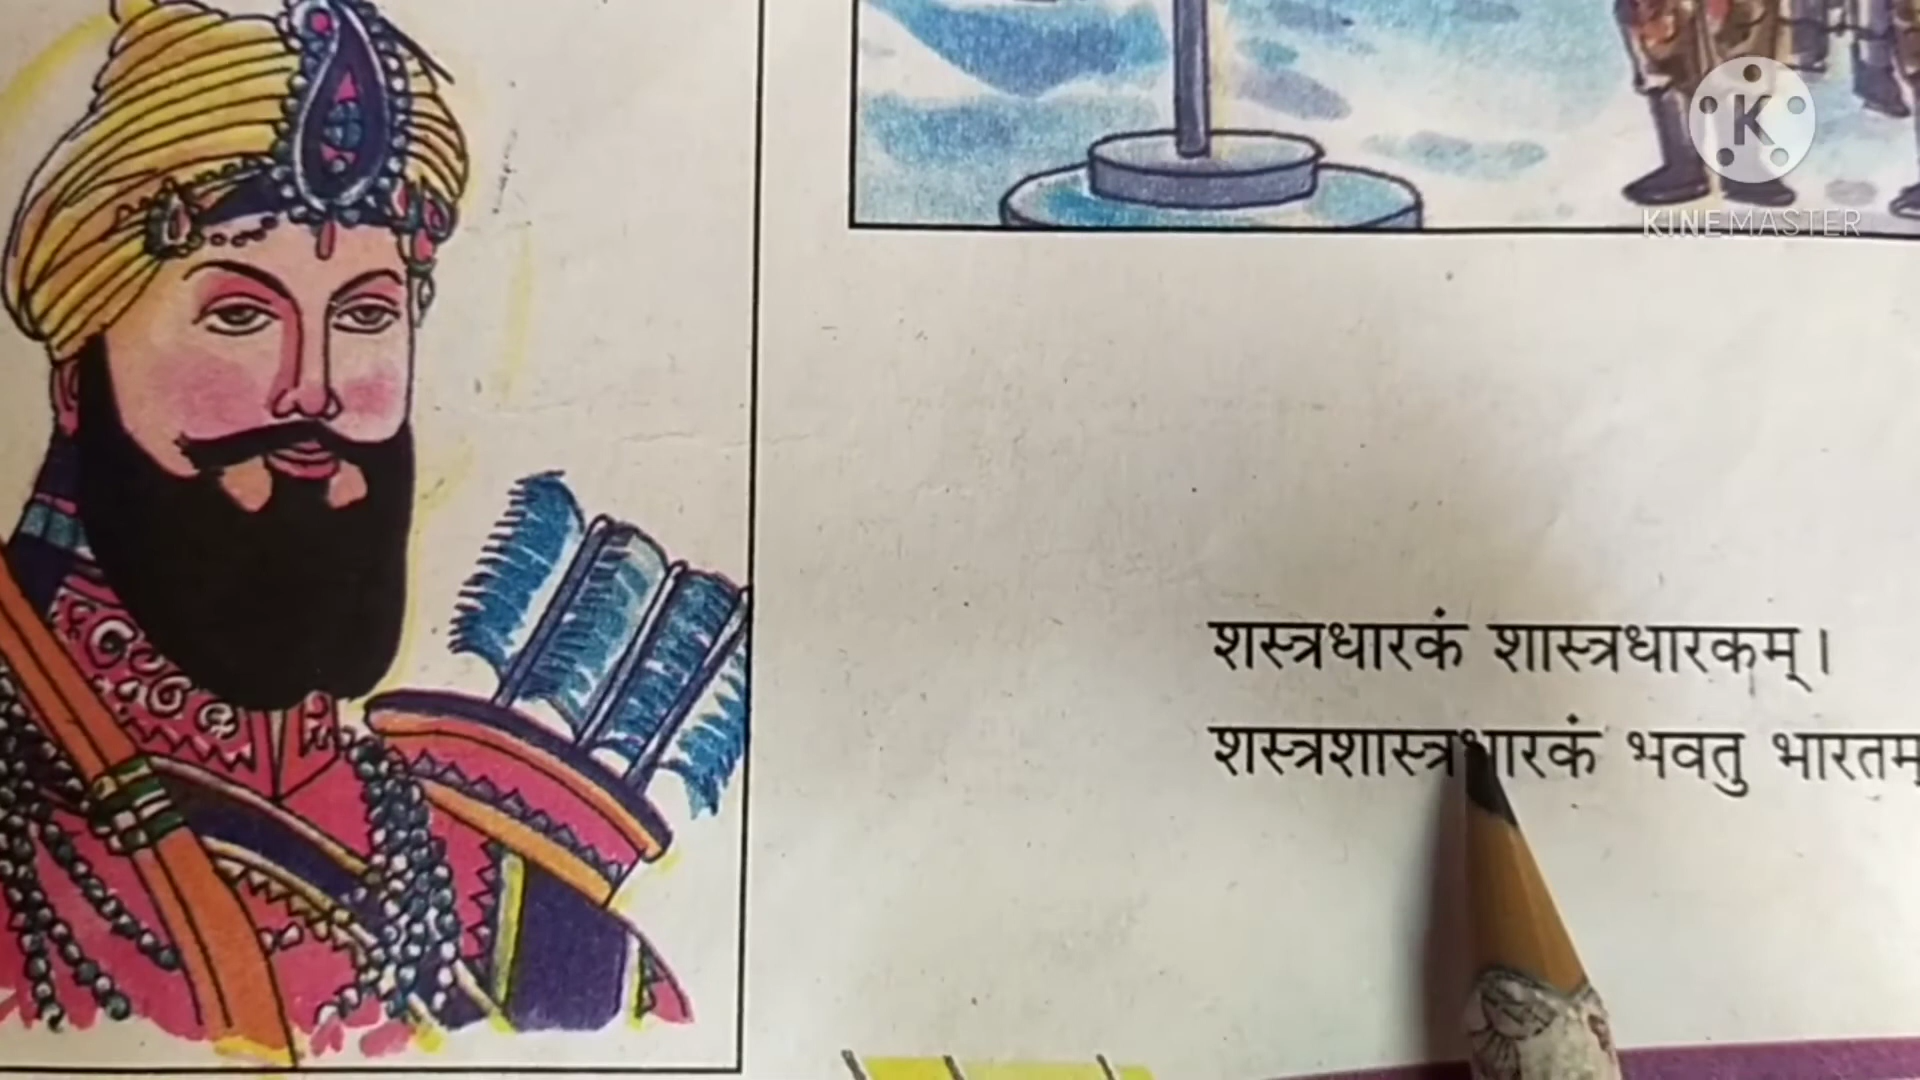 K
KINEMASTER
शस्त्रधारकं शास्त्रधारकम्।
शस्त्रशास्त्रधारकं भवतु भारतम्